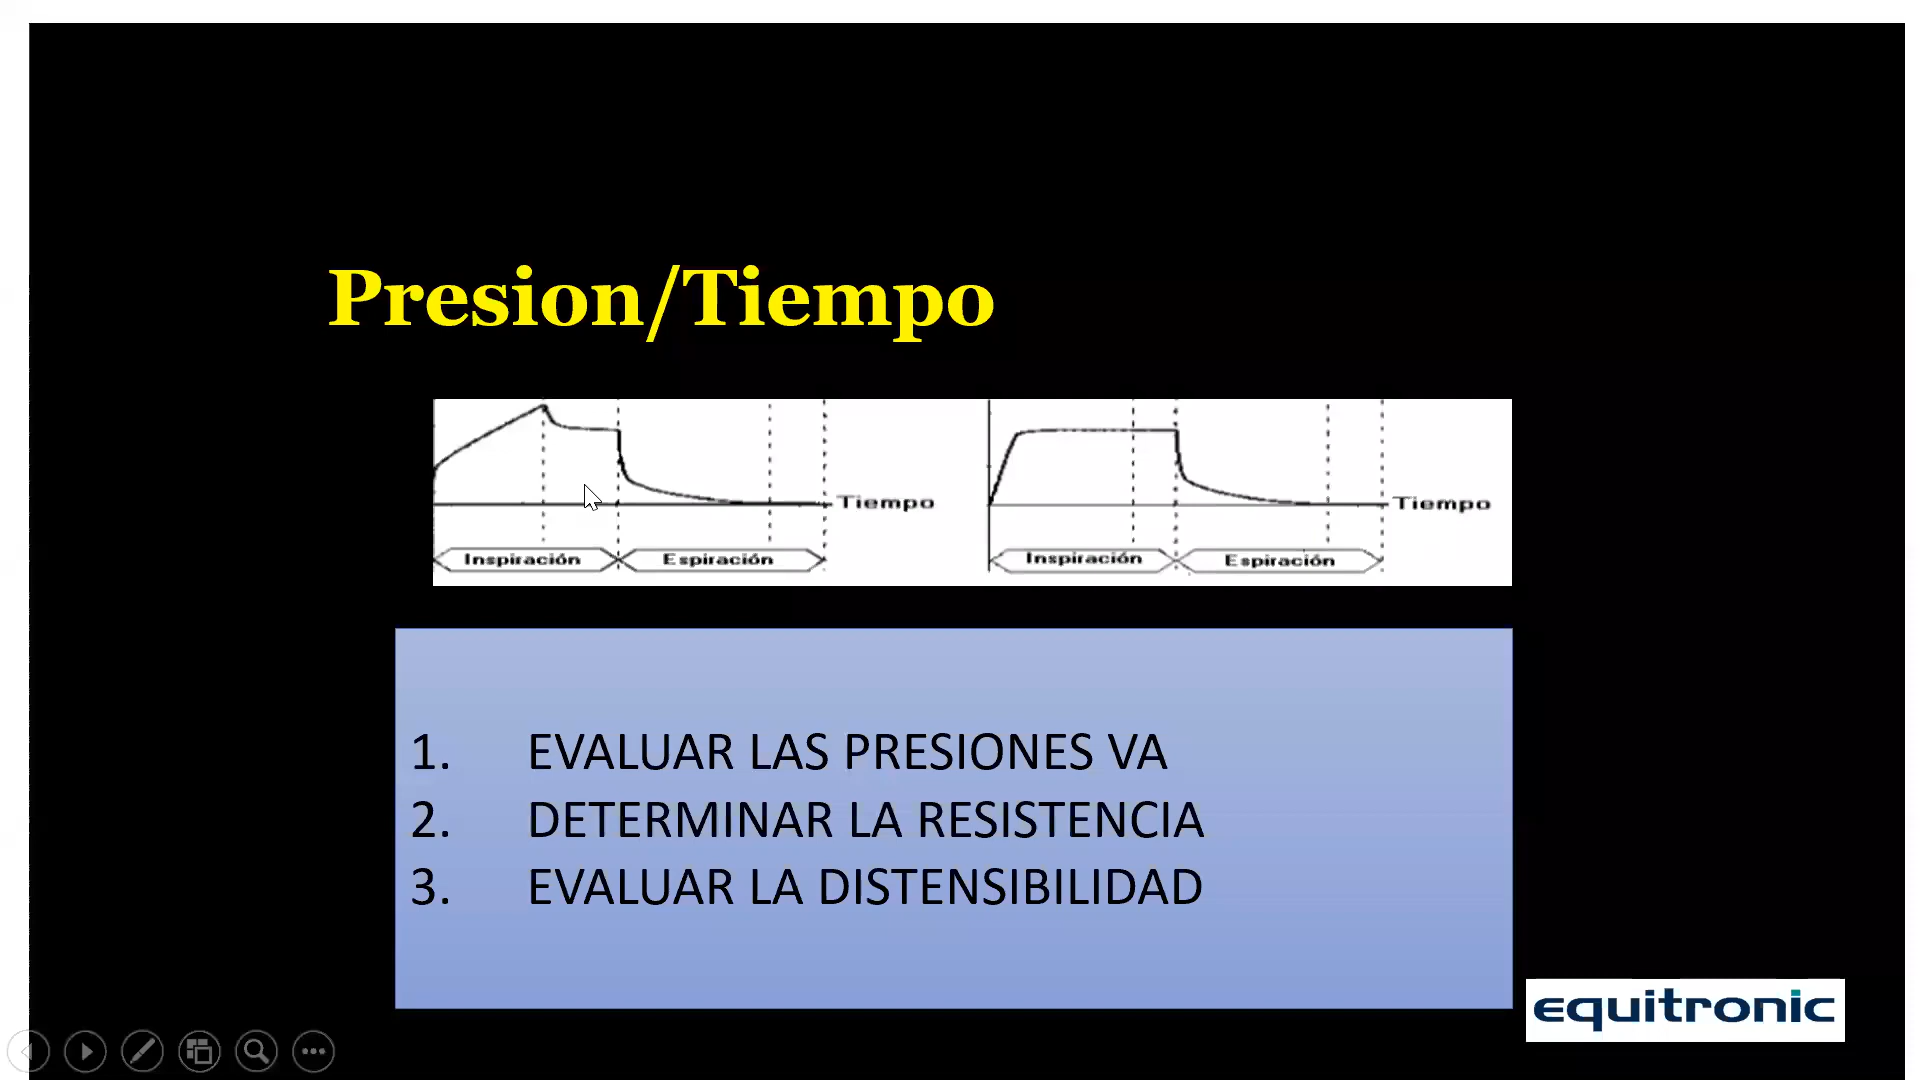 Presion/Tiempo
Tiempo
Tiempo
Inspiración
Espiración
Inspiración
Espiración
1. EVALUAR LAS PRESIONES VA
2. DETERMINAR LA RESISTENCIA
3. EVALUAR LA DISTENSIBILIDAD
equitronic